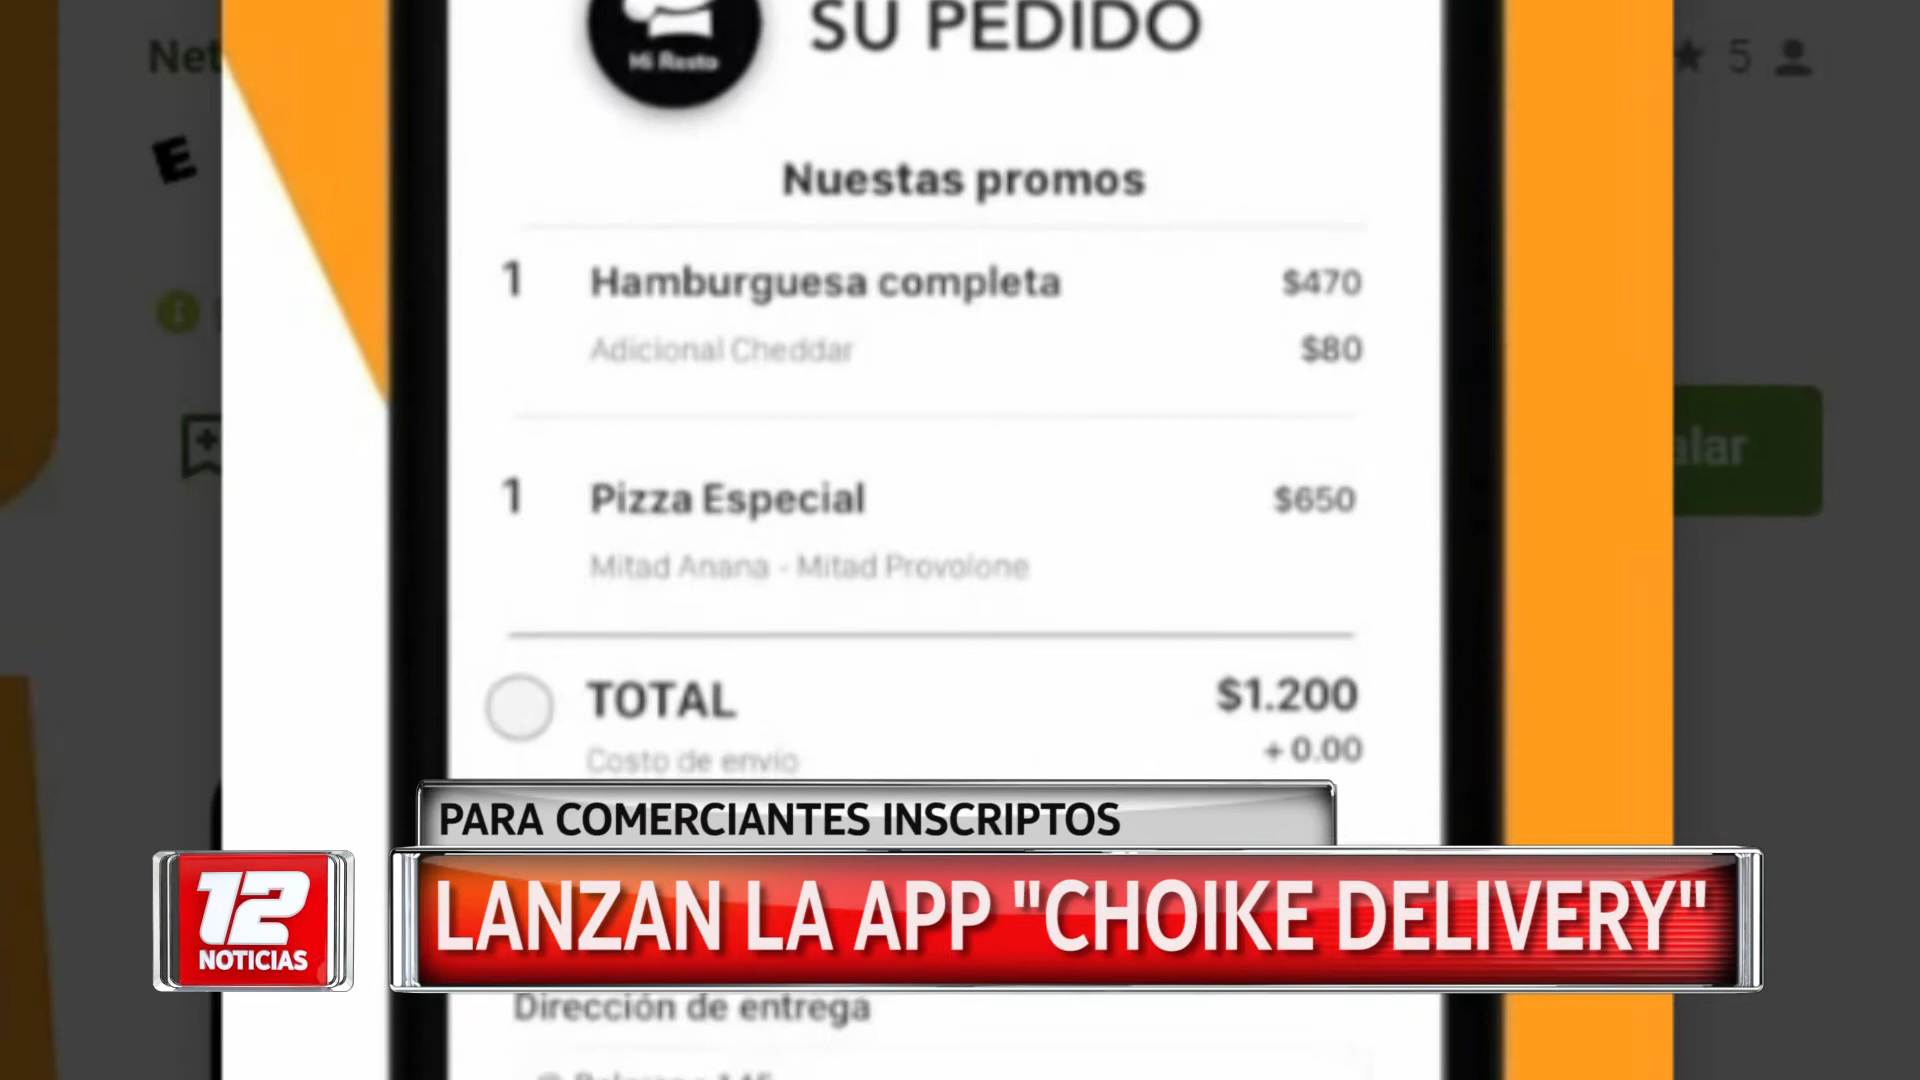 Net
SU PEDIDO
Mi Resto
5
E
Nuestas promos
1 Hamburguesa completa $470
Adicional Cheddar $80
alar
1 Pizza Especial $650
Mitad Anana - Mitad Provolone
TOTAL $1.200
Costo de envio + 0.00
PARA COMERCIANTES INSCRIPTOS
12
NOTICIAS
LANZAN LA APP "CHOIKE DELIVERY"
Dirección de entrega